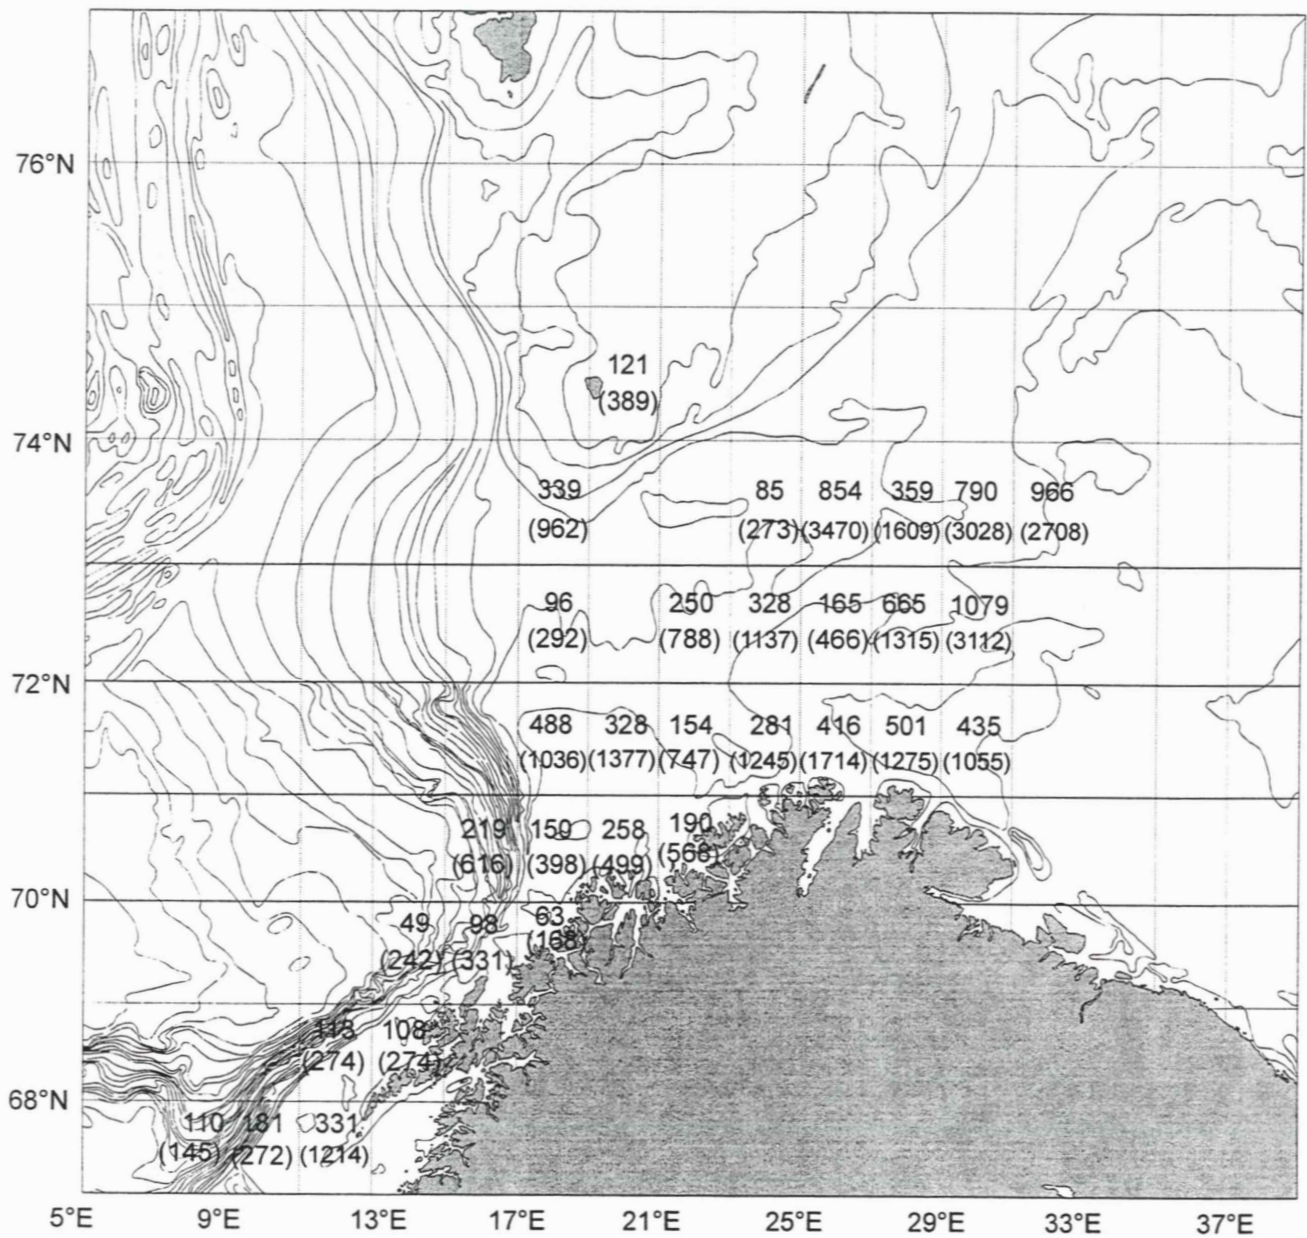 76°N
121
(389)
74°N
339 85 854 359 790 966
(962) (273) (3470) (1609) (3028) (2708)
96 250 328 165 665 1079
(292) (788) (1137) (466) (1315) (3112)
72°N
488 328 154 281 416 501 435
(1036) (1377) (747) (1245) (1714) (1275) (1055)
219 150 258 190
(616) (398) (499) (568)
70°N
49 98 63
(242) (331) (168)
113 108
(274) (274)
68°N
110 181 331
(145) (272) (1214)
5°E 9°E 13°E 17°E 21°E 25°E 29°E 33°E 37°E